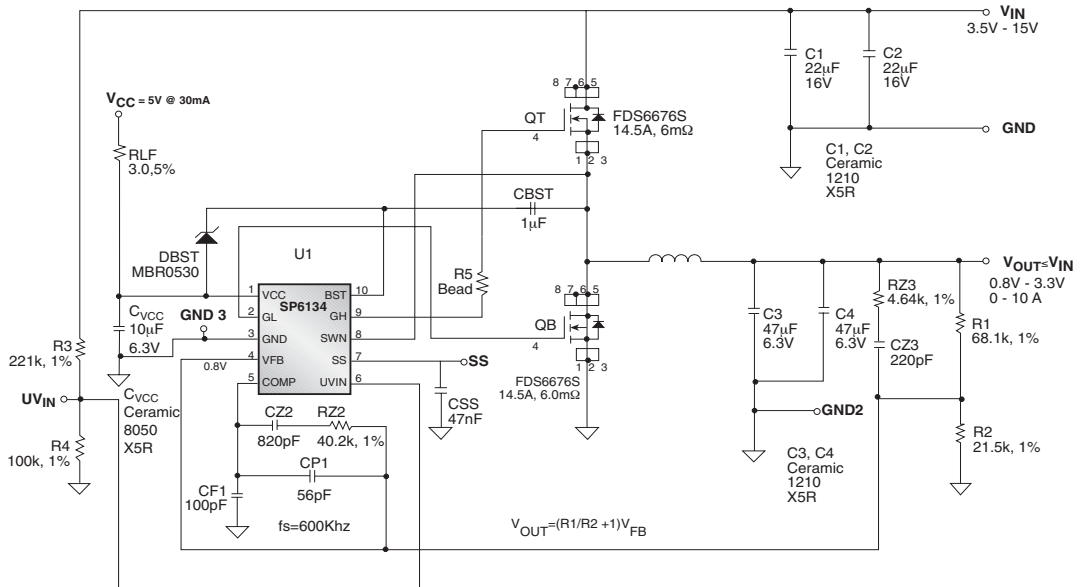 VIN
3.5V - 15V
C1
22µF
16V
C2
22µF
16V
GND
C1, C2
Ceramic
1210
X5R
VCC = 5V @ 30mA
RLF
3.0,5%
8 7 6 5
QT
4
FDS6676S
14.5A, 6mΩ
1 2 3
CBST
1µF
DBST
MBR0530
U1
R5
Bead
SP6134
1 VCC
2 GL
3 GND
4 VFB
5 COMP
BST 10
GH 9
SWN 8
SS 7
UVIN 6
CVCC
10µF
6.3V
GND 3
0.8V
R3
221k, 1%
UVIN
R4
100k, 1%
CVCC
Ceramic
8050
X5R
SS
CSS
47nF
CZ2
820pF
RZ2
40.2k, 1%
CP1
56pF
CF1
100pF
fs=600Khz
8 7 6 5
QB
4
1 2 3
FDS6676S
14.5A, 6.0mΩ
VOUT≤VIN
0.8V - 3.3V
0 - 10 A
C3
47µF
6.3V
C4
47µF
6.3V
RZ3
4.64k, 1%
CZ3
220pF
R1
68.1k, 1%
GND2
R2
21.5k, 1%
C3, C4
Ceramic
1210
X5R
VOUT=(R1/R2 +1)VFB